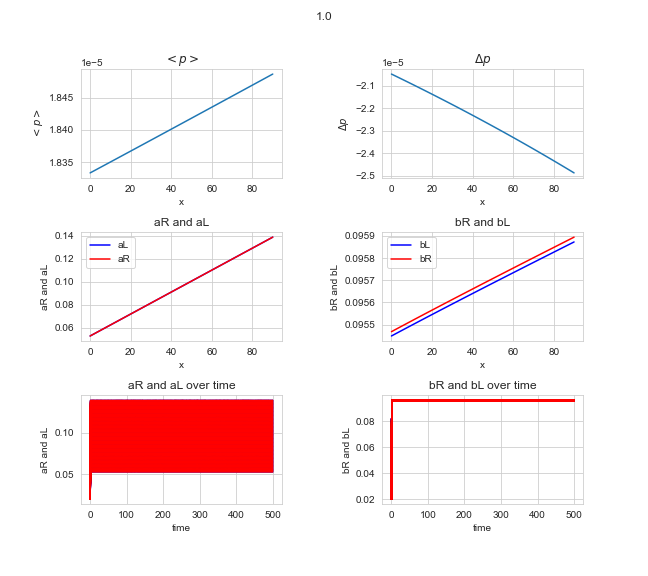 1.0
<p>
1e−5
1.845
1.840
1.835
<p>
0 20 40 60 80
x
Δp
1e−5
−2.1
−2.2
−2.3
−2.4
−2.5
Δp
0 20 40 60 80
x
aR and aL
0.14
0.12
0.10
0.08
0.06
aR and aL
aL
aR
0 20 40 60 80
x
bR and bL
0.0959
0.0957
0.0956
0.0955
bR and bL
bL
bR
0 20 40 60 80
x
aR and aL over time
0.10
0.05
aR and aL
0 100 200 300 400 500
time
bR and bL over time
0.08
0.06
0.04
0.02
bR and bL
0 100 200 300 400 500
time